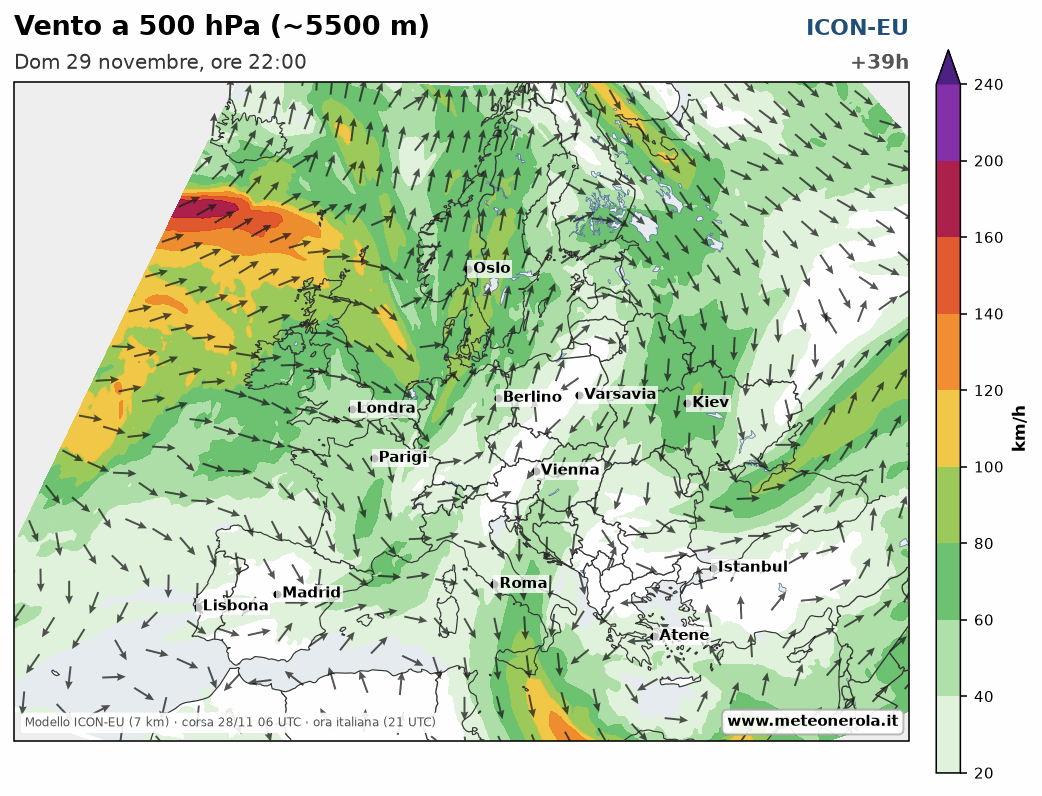 Vento a 500 hPa (~5500 m)
ICON-EU
Dom 29 novembre, ore 22:00
+39h
240
200
160
140
120
100
80
60
40
20
km/h
Oslo
Londra
Berlino
Varsavia
Kiev
Parigi
Vienna
Istanbul
Roma
Madrid
Lisbona
Atene
Modello ICON-EU (7 km) · corsa 28/11 06 UTC · ora italiana (21 UTC)
www.meteonerola.it